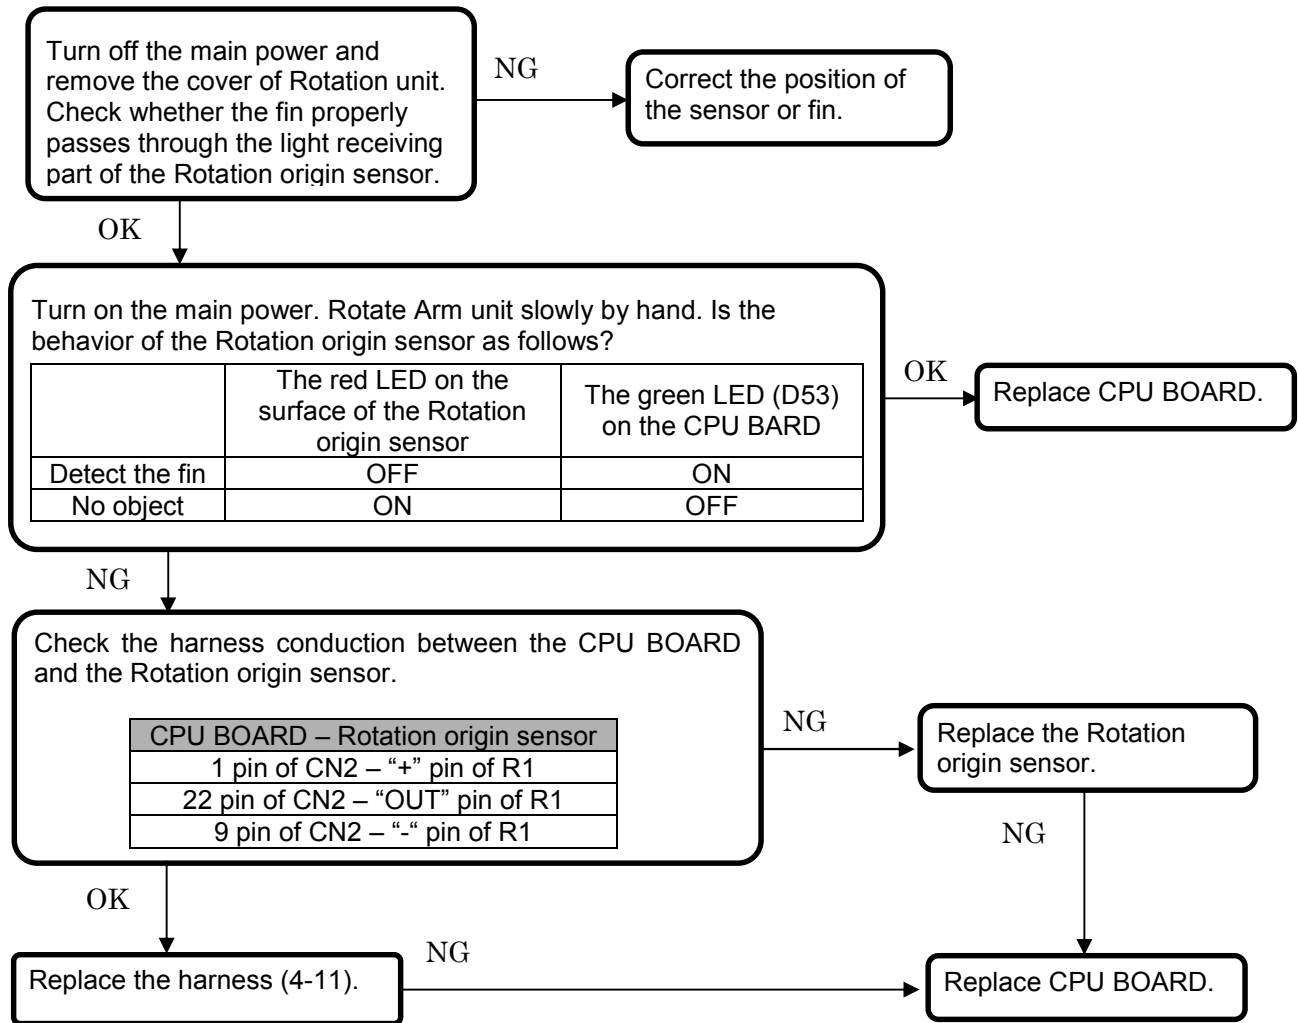 Turn off the main power and
remove the cover of Rotation unit.
Check whether the fin properly
passes through the light receiving
part of the Rotation origin sensor.
NG
Correct the position of
the sensor or fin.
OK
Turn on the main power. Rotate Arm unit slowly by hand. Is the
behavior of the Rotation origin sensor as follows?
The red LED on the
surface of the Rotation
origin sensor
The green LED (D53)
on the CPU BARD
Detect the fin OFF ON
No object ON OFF
OK
Replace CPU BOARD.
NG
Check the harness conduction between the CPU BOARD
and the Rotation origin sensor.
CPU BOARD – Rotation origin sensor
1 pin of CN2 – “+” pin of R1
22 pin of CN2 – “OUT” pin of R1
9 pin of CN2 – “-“ pin of R1
NG
Replace the Rotation
origin sensor.
NG
OK
Replace the harness (4-11).
NG
Replace CPU BOARD.